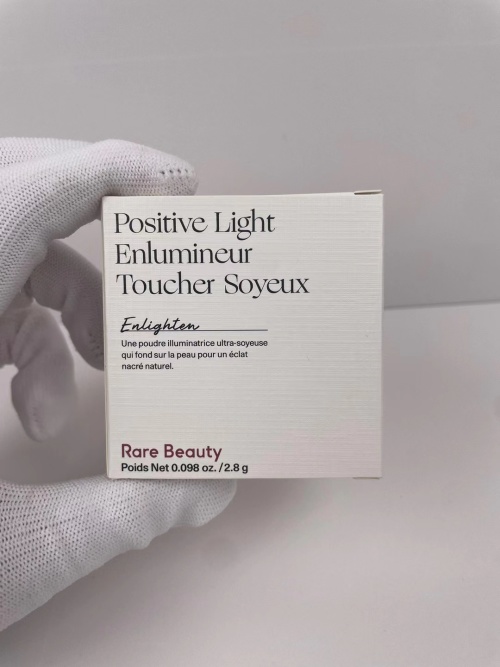 Positive Light
Enlumineur
Toucher Soyeux
Enlighten
Une poudre illuminatrice ultra-soyeuse
qui fond sur la peau pour un éclat
nacré naturel.
Rare Beauty
Poids Net 0.098 oz. / 2.8 g